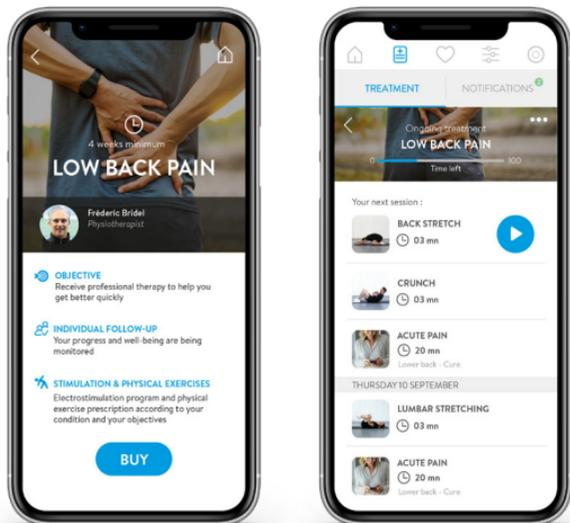 4 weeks minimum
LOW BACK PAIN
Fréderic Bridel
Physiotherapist
OBJECTIVE
Receive professional therapy to help you
get better quickly
INDIVIDUAL FOLLOW-UP
Your progress and well-being are being
monitored
STIMULATION & PHYSICAL EXERCISES
Electrostimulation program and physical
exercise prescription according to your
condition and your objectives
BUY
TREATMENT
NOTIFICATIONS 2
Ongoing treatment
LOW BACK PAIN
0 100
Time left
Your next session :
BACK STRETCH
03 mn
CRUNCH
03 mn
ACUTE PAIN
20 mn
Lower back - Cure
THURSDAY 10 SEPTEMBER
LUMBAR STRETCHING
03 mn
ACUTE PAIN
20 mn
Lower back - Cure